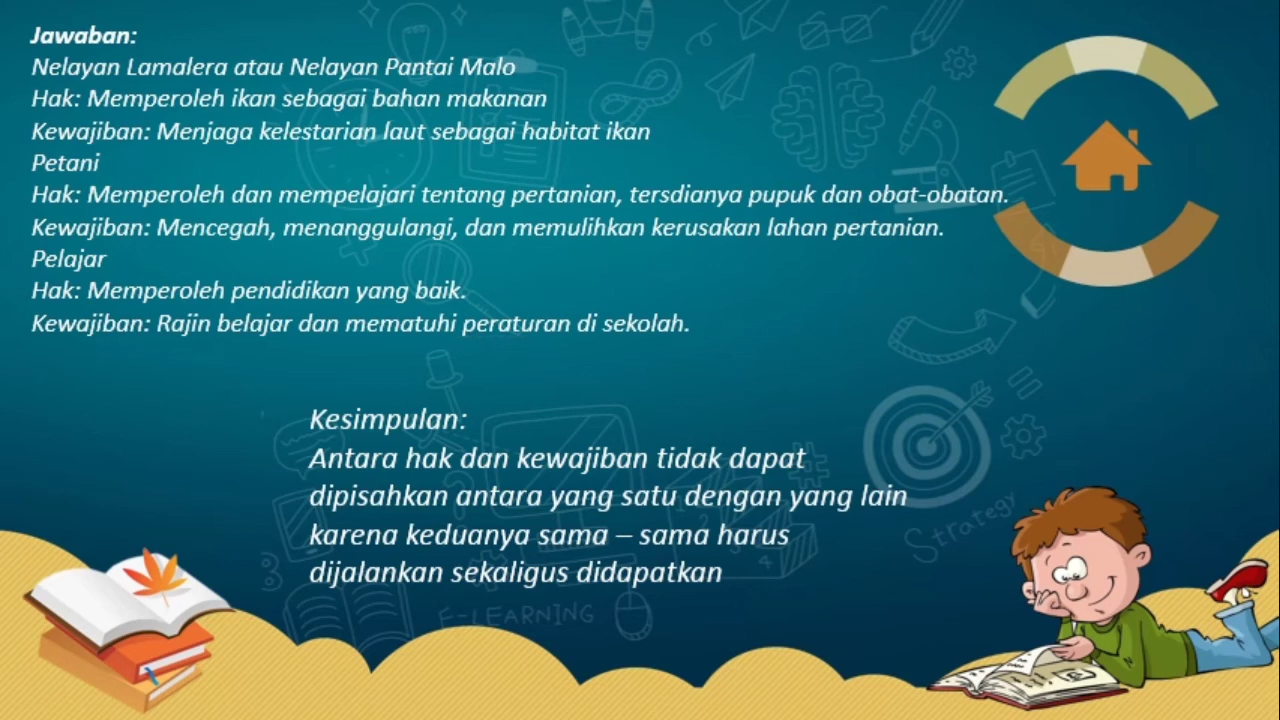 Jawaban:
Nelayan Lamalera atau Nelayan Pantai Malo
Hak: Memperoleh ikan sebagai bahan makanan
Kewajiban: Menjaga kelestarian laut sebagai habitat ikan
Petani
Hak: Memperoleh dan mempelajari tentang pertanian, tersdianya pupuk dan obat-obatan.
Kewajiban: Mencegah, menanggulangi, dan memulihkan kerusakan lahan pertanian.
Pelajar
Hak: Memperoleh pendidikan yang baik.
Kewajiban: Rajin belajar dan mematuhi peraturan di sekolah.
Kesimpulan:
Antara hak dan kewajiban tidak dapat
dipisahkan antara yang satu dengan yang lain
karena keduanya sama – sama harus
dijalankan sekaligus didapatkan
Strategy
E-LEARNING